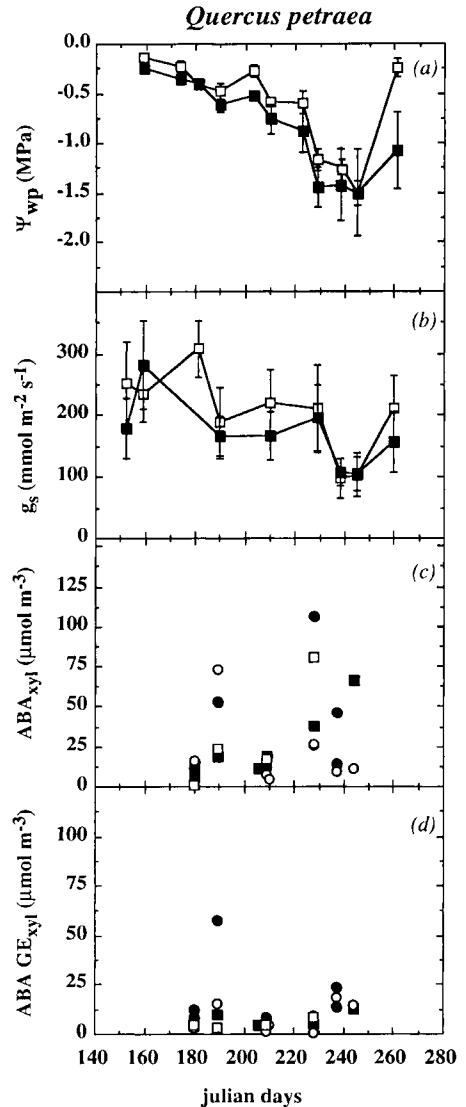 Quercus petraea
(a)
0.0
-0.5
-1.0
-1.5
-2.0
Ψwp (MPa)
(b)
300
200
100
0
gs (mmol m-2 s-1)
(c)
125
100
75
50
25
0
ABAxyl (μmol m-3)
(d)
100
75
50
25
0
ABA GExyl (μmol m-3)
140 160 180 200 220 240 260 280
julian days